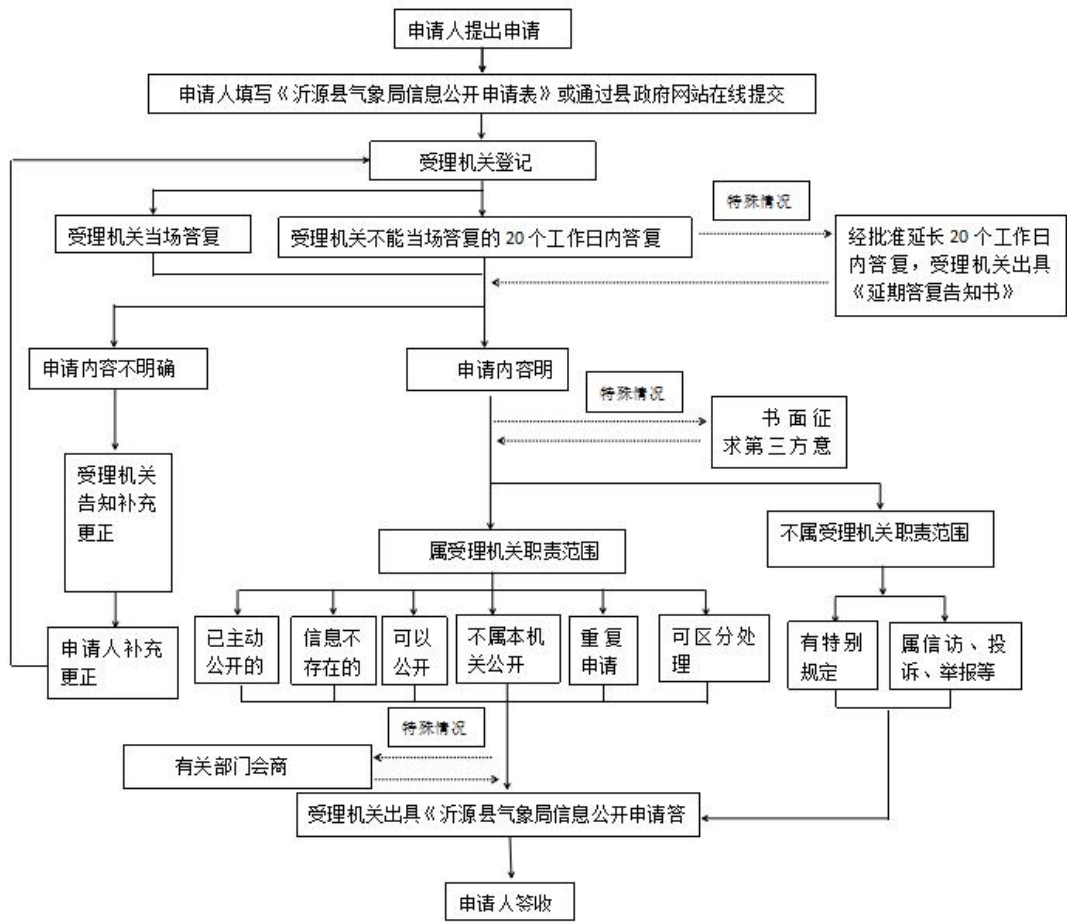 申请人提出申请
申请人填写《沂源县气象局信息公开申请表》或通过县政府网站在线提交
受理机关登记
特殊情况
受理机关当场答复
受理机关不能当场答复的 20 个工作日内答复
经批准延长 20 个工作日
内答复，受理机关出具
《延期答复告知书》
申请内容不明确
申请内容明
特殊情况
书面征
求第三方意
受理机关
告知补充
更正
属受理机关职责范围
不属受理机关职责范围
申请人补充
更正
已主动
公开的
信息不
存在的
可以
公开
不属本机
关公开
重复
申请
可区分处
理
有特别
规定
属信访、投
诉、举报等
特殊情况
有关部门会商
受理机关出具《沂源县气象局信息公开申请答
申请人签收